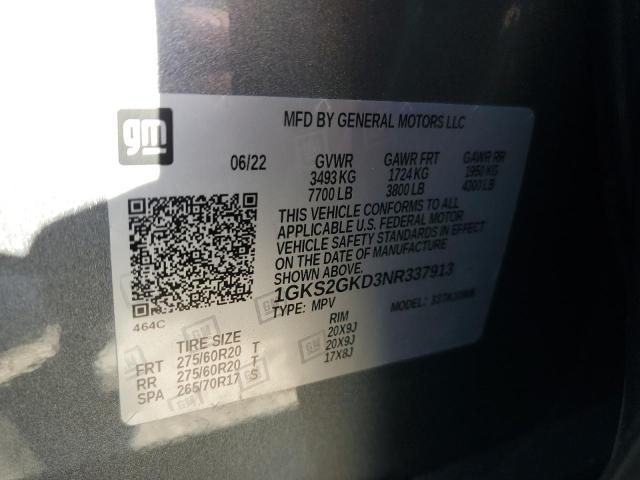 gm
MFD BY GENERAL MOTORS LLC
06/22 GVWR GAWR FRT GAWR RR
3493 KG 1724 KG 1950 KG
7700 LB 3800 LB 4300 LB
THIS VEHICLE CONFORMS TO ALL
APPLICABLE U.S. FEDERAL MOTOR
VEHICLE SAFETY STANDARDS IN EFFECT
ON THE DATE OF MANUFACTURE
SHOWN ABOVE.
1GKS2GKD3NR337913
TYPE: MPV MODEL:
464C
TIRE SIZE RIM
FRT 275/60R20 T 20X9J
RR 275/60R20 T 20X9J
SPA 265/70R17 S 17X8J